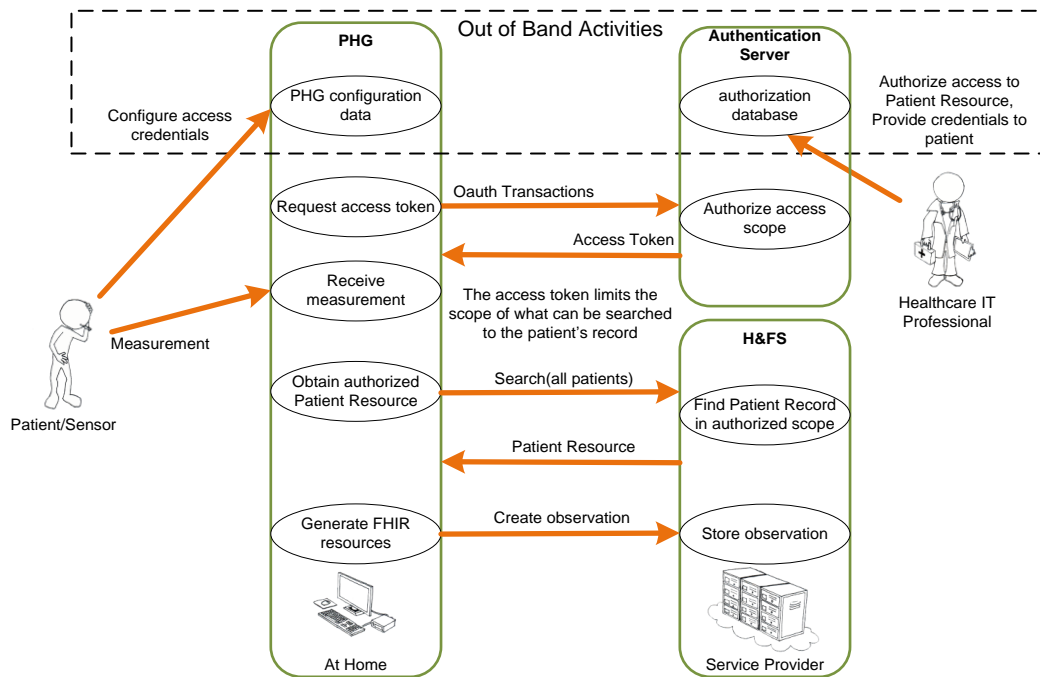 Out of Band Activities
PHG
Authentication
Server
PHG configuration
data
authorization
database
Configure access
credentials
Authorize access to
Patient Resource,
Provide credentials to
patient
Request access token
Oauth Transactions
Authorize access
scope
Access Token
Receive
measurement
The access token limits the
scope of what can be searched
to the patient's record
Healthcare IT
Professional
Measurement
H&FS
Obtain authorized
Patient Resource
Search(all patients)
Find Patient Record
in authorized scope
Patient/Sensor
Patient Resource
Generate FHIR
resources
Create observation
Store observation
At Home
Service Provider